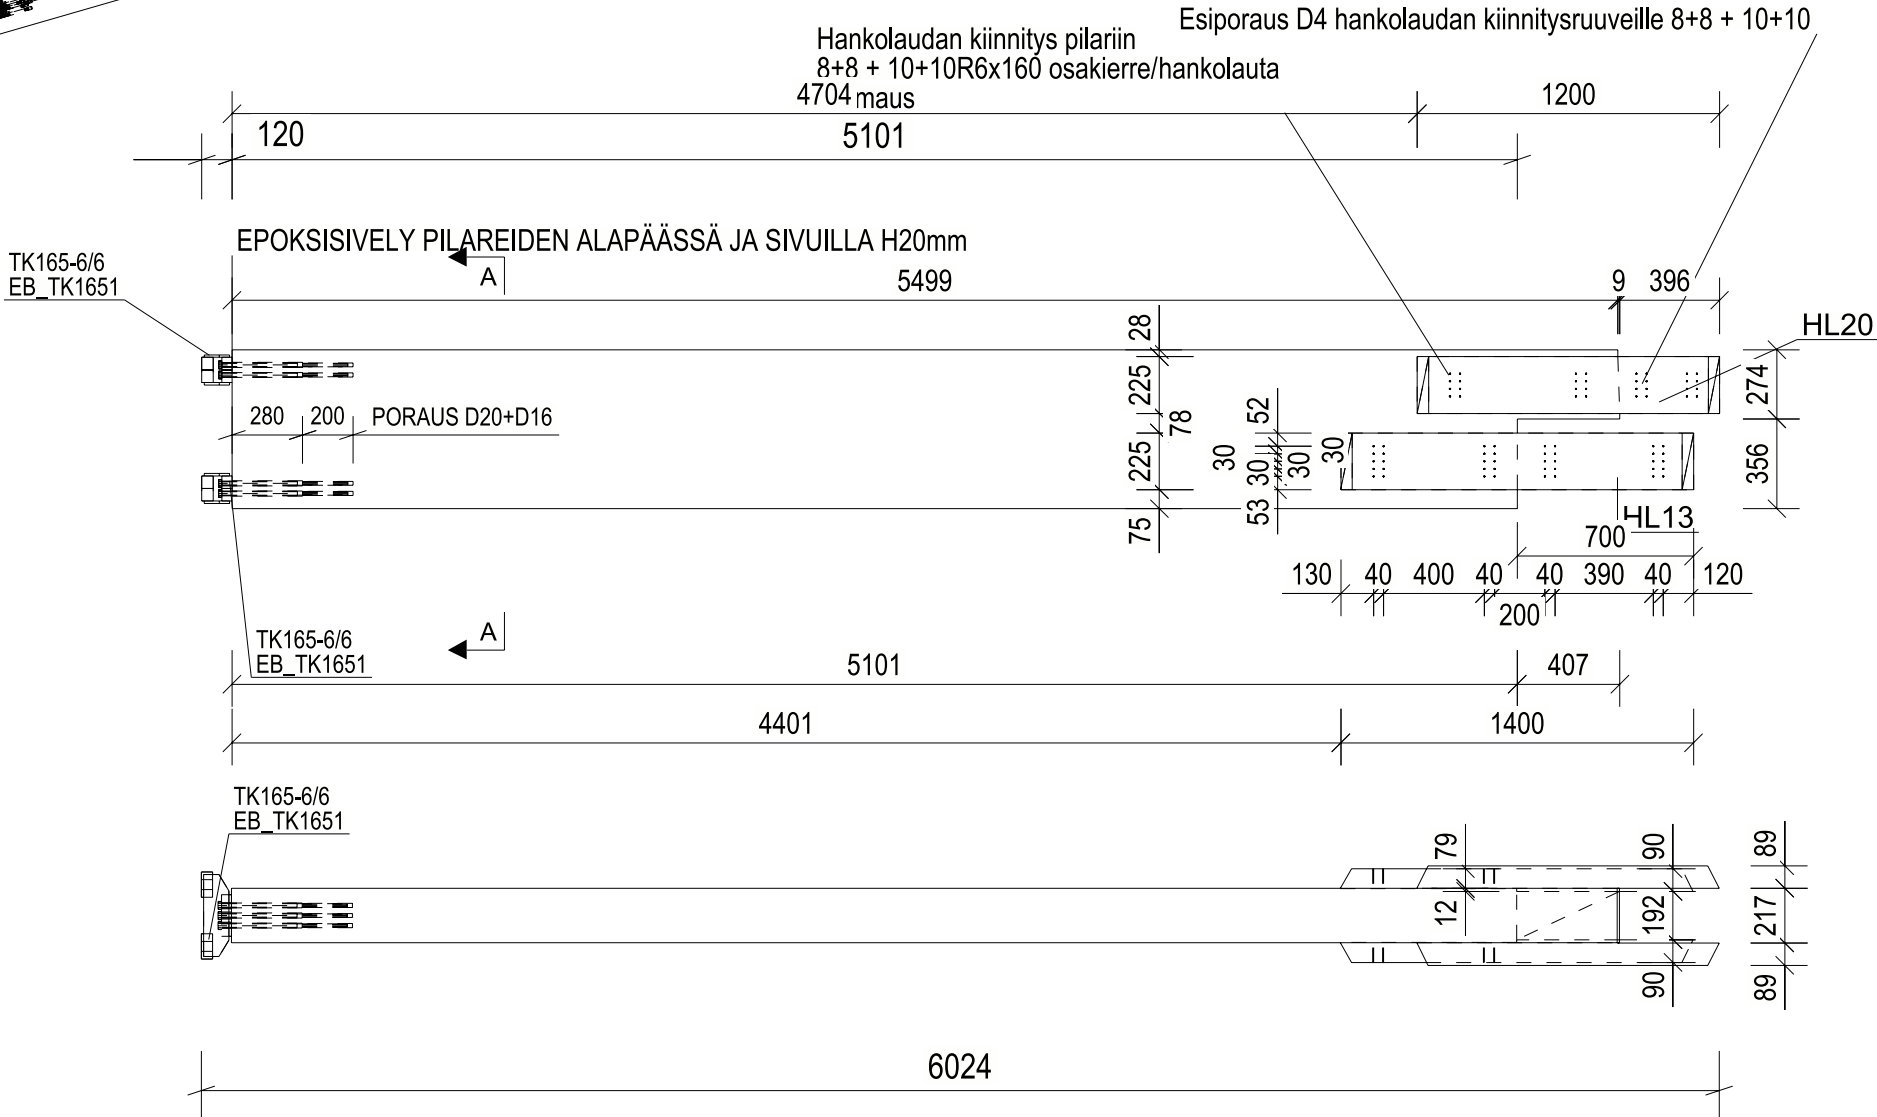 Esiporaus D4 hankolaudan kiinnitysruuveille 8+8 + 10+10
Hankolaudan kiinnitys pilariin
8+8 + 10+10R6x160 osakierre/hankolauta
4704 maus
1200
120
5101
EPOKSISIVELY PILAREIDEN ALAPÄÄSSÄ JA SIVUILLA H20mm
TK165-6/6
EB_TK1651
A
5499
9
396
HL20
28
225
78
225
75
274
356
280
200
PORAUS D20+D16
52
30
30
30
30
53
HL13
700
130
40
400
40
40
390
40
120
200
TK165-6/6
EB_TK1651
A
5101
407
4401
1400
TK165-6/6
EB_TK1651
79
12
90
192
90
89
217
89
6024